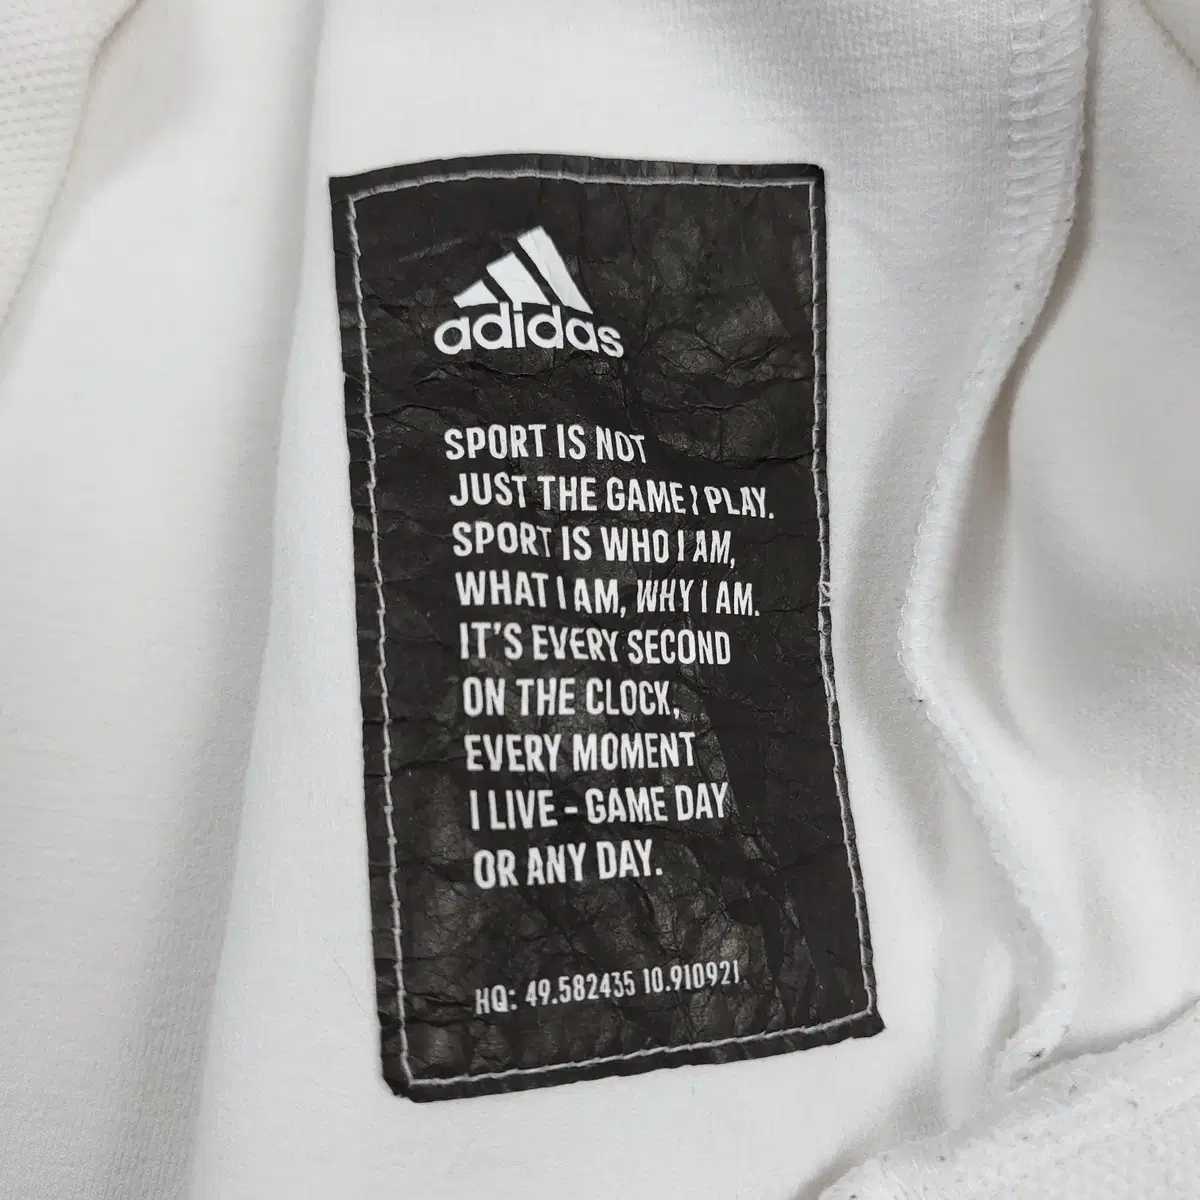 adidas
SPORT IS NOT
JUST THE GAME I PLAY.
SPORT IS WHO I AM,
WHAT I AM, WHY I AM.
IT'S EVERY SECOND
ON THE CLOCK,
EVERY MOMENT
I LIVE - GAME DAY
OR ANY DAY.
HQ: 49.582435 10.910921